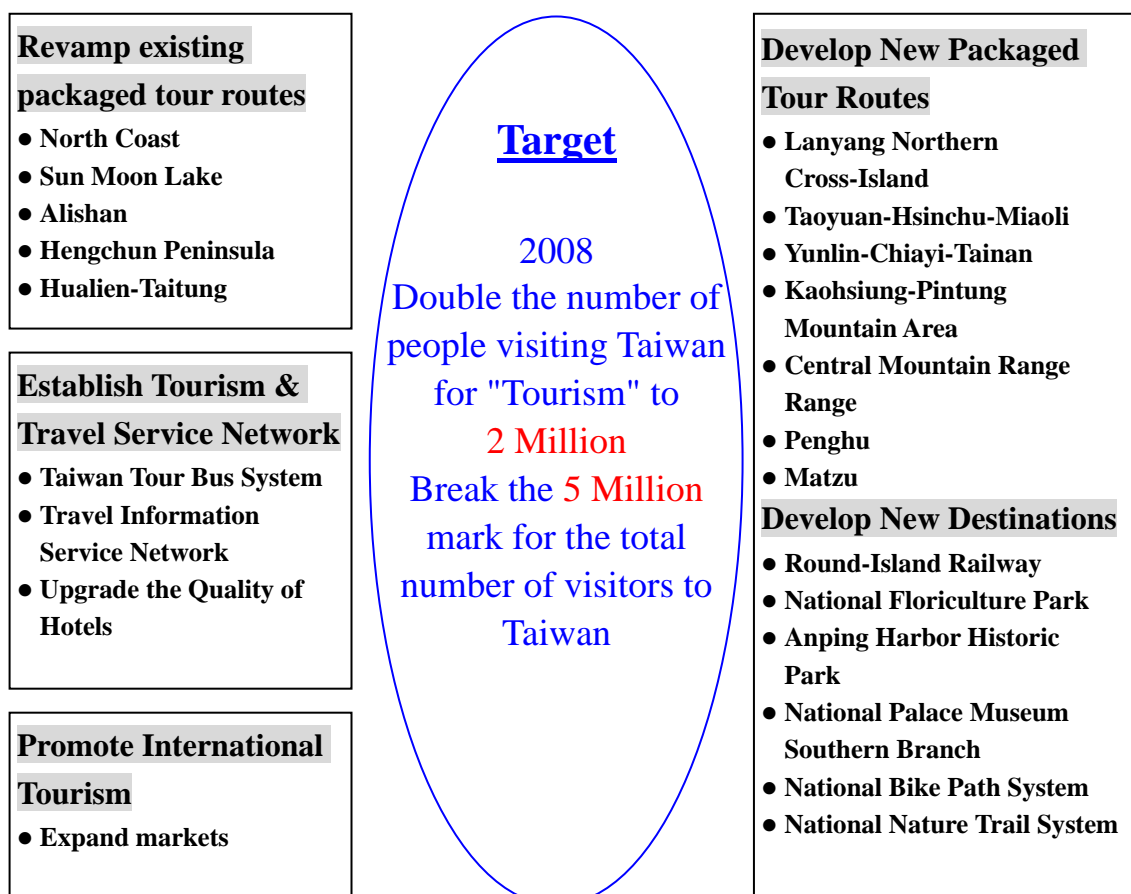 Revamp existing
packaged tour routes
● North Coast
● Sun Moon Lake
● Alishan
● Hengchun Peninsula
● Hualien-Taitung
Establish Tourism &
Travel Service Network
● Taiwan Tour Bus System
● Travel Information
Service Network
● Upgrade the Quality of
Hotels
Promote International
Tourism
● Expand markets
Target
2008
Double the number of
people visiting Taiwan
for "Tourism" to
2 Million
Break the 5 Million
mark for the total
number of visitors to
Taiwan
Develop New Packaged
Tour Routes
● Lanyang Northern
Cross-Island
● Taoyuan-Hsinchu-Miaoli
● Yunlin-Chiayi-Tainan
● Kaohsiung-Pintung
Mountain Area
● Central Mountain Range
Range
● Penghu
● Matzu
Develop New Destinations
● Round-Island Railway
● National Floriculture Park
● Anping Harbor Historic
Park
● National Palace Museum
Southern Branch
● National Bike Path System
● National Nature Trail System